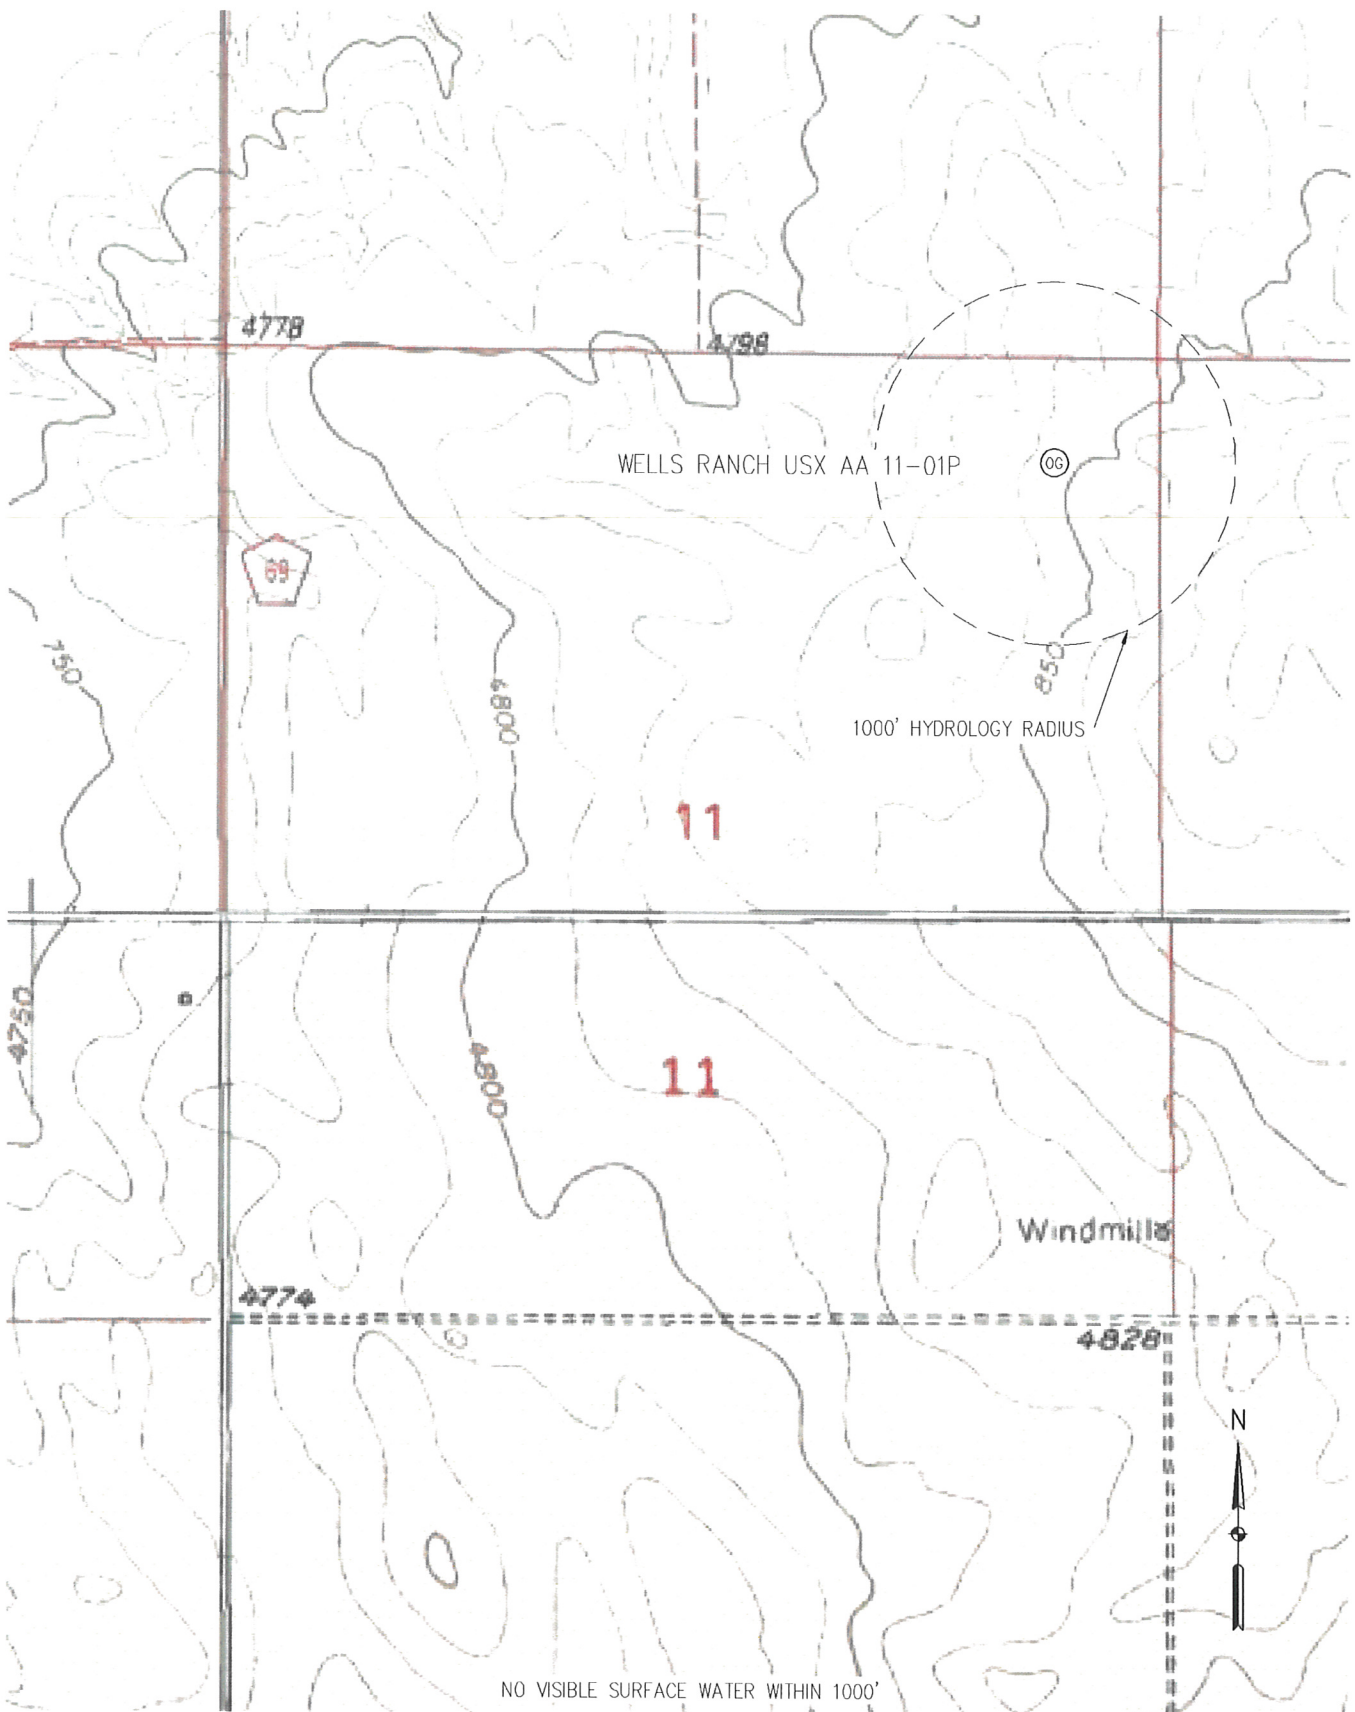 4778
4798
WELLS RANCH USX AA 11-01P
OG
69
750
850
4800
1000' HYDROLOGY RADIUS
11
4750
4800
11
Windmills
4774
4828
N
NO VISIBLE SURFACE WATER WITHIN 1000'